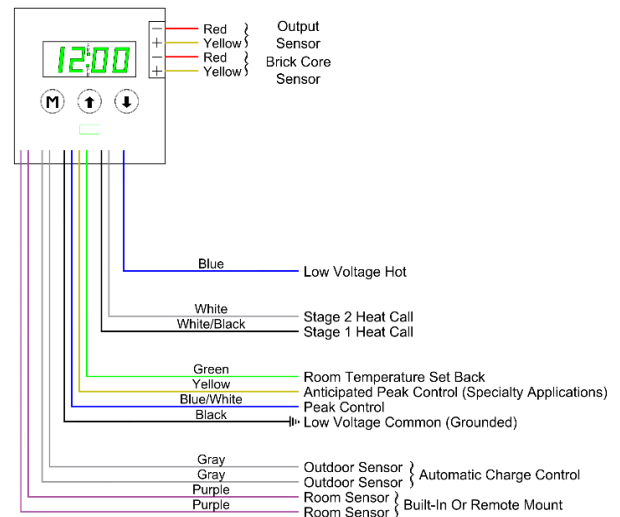 Red
Output
Yellow
Sensor
Red
Brick Core
Yellow
Sensor
12:00
M
Blue
Low Voltage Hot
White
Stage 2 Heat Call
White/Black
Stage 1 Heat Call
Green
Room Temperature Set Back
Yellow
Anticipated Peak Control (Specialty Applications)
Blue/White
Peak Control
Black
Low Voltage Common (Grounded)
Gray
Outdoor Sensor
Gray
Outdoor Sensor
Automatic Charge Control
Purple
Room Sensor
Purple
Room Sensor
Built-In Or Remote Mount